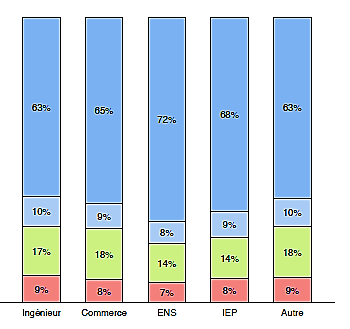 63% 65% 72% 68% 63%
10% 9% 8% 9% 10%
17% 18% 14% 14% 18%
9% 8% 7% 8% 9%
Ingénieur Commerce ENS IEP Autre